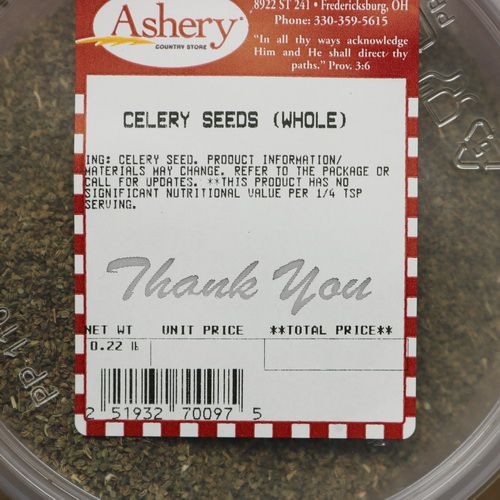 Ashery
COUNTRY STORE
8922 ST 241 • Fredericksburg, OH
Phone: 330-359-5615
"In all thy ways acknowledge
Him and He shall direct thy
paths." Prov. 3:6
CELERY SEEDS (WHOLE)
ING: CELERY SEED. PRODUCT INFORMATION/
MATERIALS MAY CHANGE. REFER TO THE PACKAGE OR
CALL FOR UPDATES. **THIS PRODUCT HAS NO
SIGNIFICANT NUTRITIONAL VALUE PER 1/4 TSP
SERVING.
Thank You
NET WT UNIT PRICE **TOTAL PRICE**
0.22 lb
2 51932 70097 5